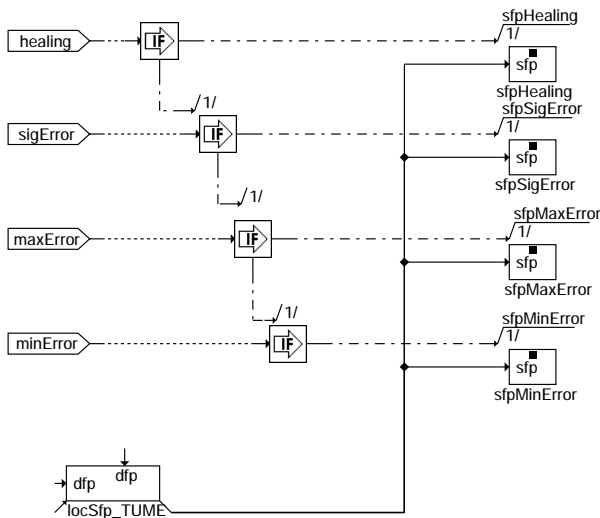 sfpHealing
healing
IF
1/
sfp
sfpHealing
1/
sfpSigError
sigError
IF
1/
sfp
sfpSigError
1/
sfpMaxError
maxError
IF
1/
sfp
sfpMaxError
1/
sfpMinError
minError
IF
1/
sfp
sfpMinError
dfp
dfp
locSfp_TUME